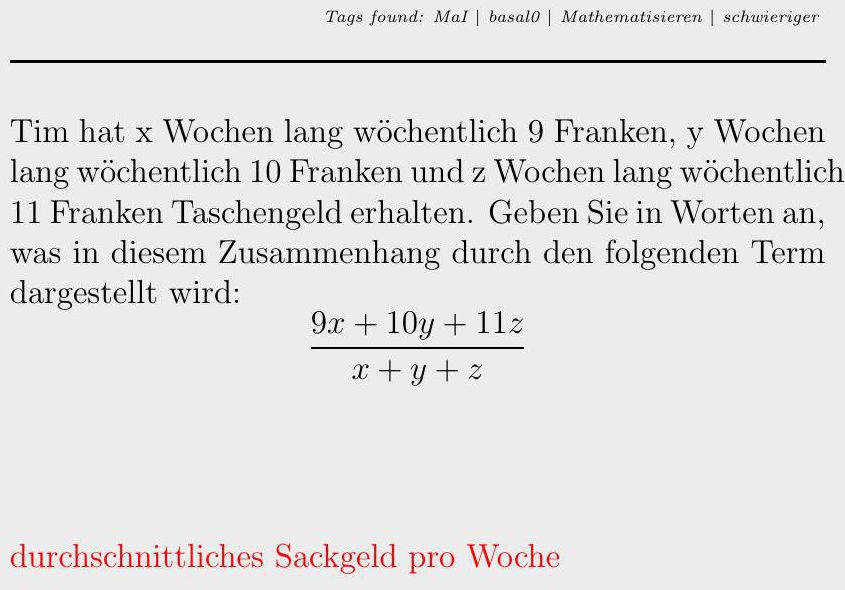 Tags found: MaI | basal0 | Mathematisieren | schwieriger
Tim hat x Wochen lang wöchentlich 9 Franken, y Wochen
lang wöchentlich 10 Franken und z Wochen lang wöchentlich
11 Franken Taschengeld erhalten. Geben Sie in Worten an,
was in diesem Zusammenhang durch den folgenden Term
dargestellt wird:
9x + 10y + 11z
x + y + z
durchschnittliches Sackgeld pro Woche